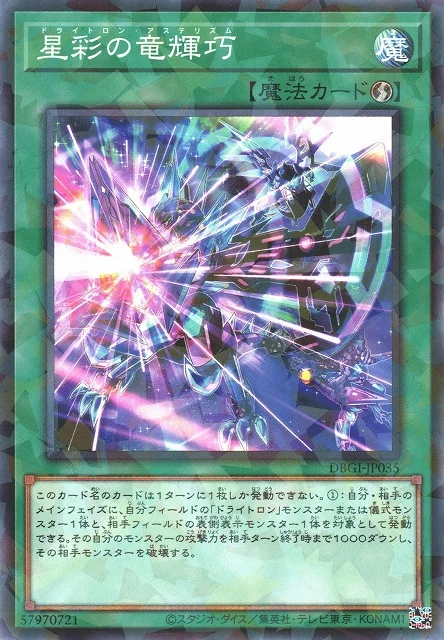 ドライトロン・アステリズム
星彩の竜輝巧
魔
【魔法カード】
DBGI-JP035
このカード名のカードは1ターンに1枚しか発動できない。①:自分・相手の
メインフェイズに、自分フィールドの「ドライトロン」モンスターまたは儀式モン
スター1体と、相手フィールドの表側表示モンスター1体を対象として発動
できる。その自分のモンスターの攻撃力を相手ターン終了時まで1000ダウンし、
その相手モンスターを破壊する。
57970721
©スタジオ・ダイス/集英社・テレビ東京・KONAMI